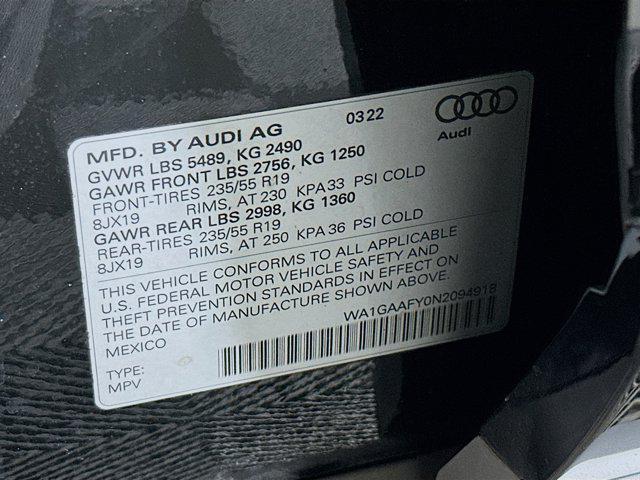 MFD. BY AUDI AG 03.22
Audi
GVWR LBS 5489, KG 2490
GAWR FRONT LBS 2756, KG 1250
FRONT-TIRES 235/55 R19
8JX19 RIMS, AT 230 KPA 33 PSI COLD
GAWR REAR LBS 2998, KG 1360
REAR-TIRES 235/55 R19
8JX19 RIMS, AT 250 KPA 36 PSI COLD
THIS VEHICLE CONFORMS TO ALL APPLICABLE
U.S. FEDERAL MOTOR VEHICLE SAFETY AND
THEFT PREVENTION STANDARDS IN EFFECT ON
THE DATE OF MANUFACTURE SHOWN ABOVE.
MEXICO WA1GAAFY0N2094918
TYPE:
MPV